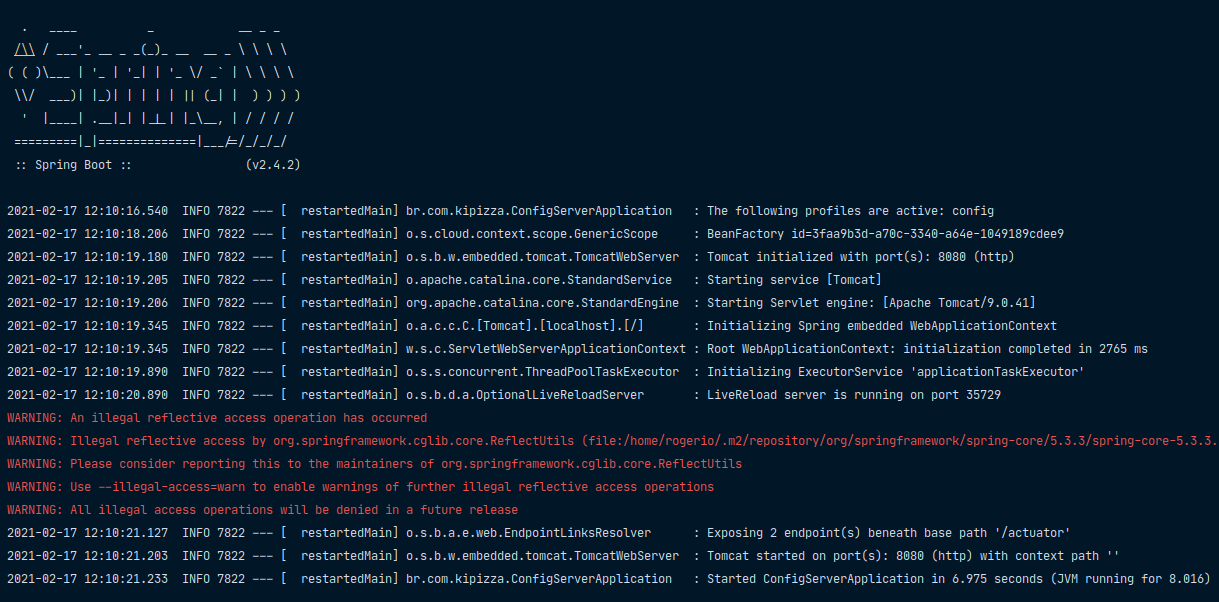 .   ____          _            __ _ _
 /\\ / ___'_ __ _ _(_)_ __  __ _ \ \ \ \
( ( )\___ | '_ | '_| | '_ \/ _` | \ \ \ \
 \\/  ___)| |_)| | | | | || (_| |  ) ) ) )
  '  |____| .__|_| |_|_| |_\__, | / / / /
 =========|_|==============|___/=/_/_/_/
 :: Spring Boot ::                (v2.4.2)
2021-02-17 12:10:16.540  INFO 7822 --- [  restartedMain] br.com.kipizza.ConfigServerApplication   : The following profiles are active: config
2021-02-17 12:10:18.206  INFO 7822 --- [  restartedMain] o.s.cloud.context.scope.GenericScope     : BeanFactory id=3faa9b3d-a70c-3340-a64e-1049189cdee9
2021-02-17 12:10:19.180  INFO 7822 --- [  restartedMain] o.s.b.w.embedded.tomcat.TomcatWebServer  : Tomcat initialized with port(s): 8080 (http)
2021-02-17 12:10:19.205  INFO 7822 --- [  restartedMain] o.apache.catalina.core.StandardService   : Starting service [Tomcat]
2021-02-17 12:10:19.206  INFO 7822 --- [  restartedMain] org.apache.catalina.core.StandardEngine  : Starting Servlet engine: [Apache Tomcat/9.0.41]
2021-02-17 12:10:19.345  INFO 7822 --- [  restartedMain] o.a.c.c.C.[Tomcat].[localhost].[/]       : Initializing Spring embedded WebApplicationContext
2021-02-17 12:10:19.345  INFO 7822 --- [  restartedMain] w.s.c.ServletWebServerApplicationContext : Root WebApplicationContext: initialization completed in 2765 ms
2021-02-17 12:10:19.890  INFO 7822 --- [  restartedMain] o.s.s.concurrent.ThreadPoolTaskExecutor  : Initializing ExecutorService 'applicationTaskExecutor'
2021-02-17 12:10:20.890  INFO 7822 --- [  restartedMain] o.s.b.d.a.OptionalLiveReloadServer       : LiveReload server is running on port 35729
WARNING: An illegal reflective access operation has occurred
WARNING: Illegal reflective access by org.springframework.cglib.core.ReflectUtils (file:/home/rogerio/.m2/repository/org/springframework/spring-core/5.3.3/spring-core-5.3.3.
WARNING: Please consider reporting this to the maintainers of org.springframework.cglib.core.ReflectUtils
WARNING: Use --illegal-access=warn to enable warnings of further illegal reflective access operations
WARNING: All illegal access operations will be denied in a future release
2021-02-17 12:10:21.127  INFO 7822 --- [  restartedMain] o.s.b.a.e.web.EndpointLinksResolver      : Exposing 2 endpoint(s) beneath base path '/actuator'
2021-02-17 12:10:21.203  INFO 7822 --- [  restartedMain] o.s.b.w.embedded.tomcat.TomcatWebServer  : Tomcat started on port(s): 8080 (http) with context path ''
2021-02-17 12:10:21.233  INFO 7822 --- [  restartedMain] br.com.kipizza.ConfigServerApplication   : Started ConfigServerApplication in 6.975 seconds (JVM running for 8.016)